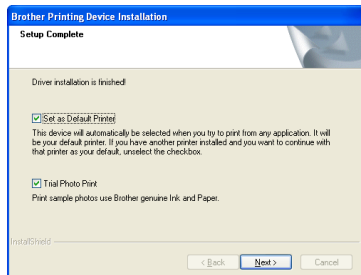 Brother Printing Device Installation
Setup Complete
Driver installation is finished!
Set as Default Printer
This device will automatically be selected when you try to print from any application. It will
be your default printer. If you have another printer installed and you want to continue with
that printer as your default, unselect the checkbox.
Trial Photo Print
Print sample photos use Brother genuine Ink and Paper.
InstallShield
< Back Next > Cancel